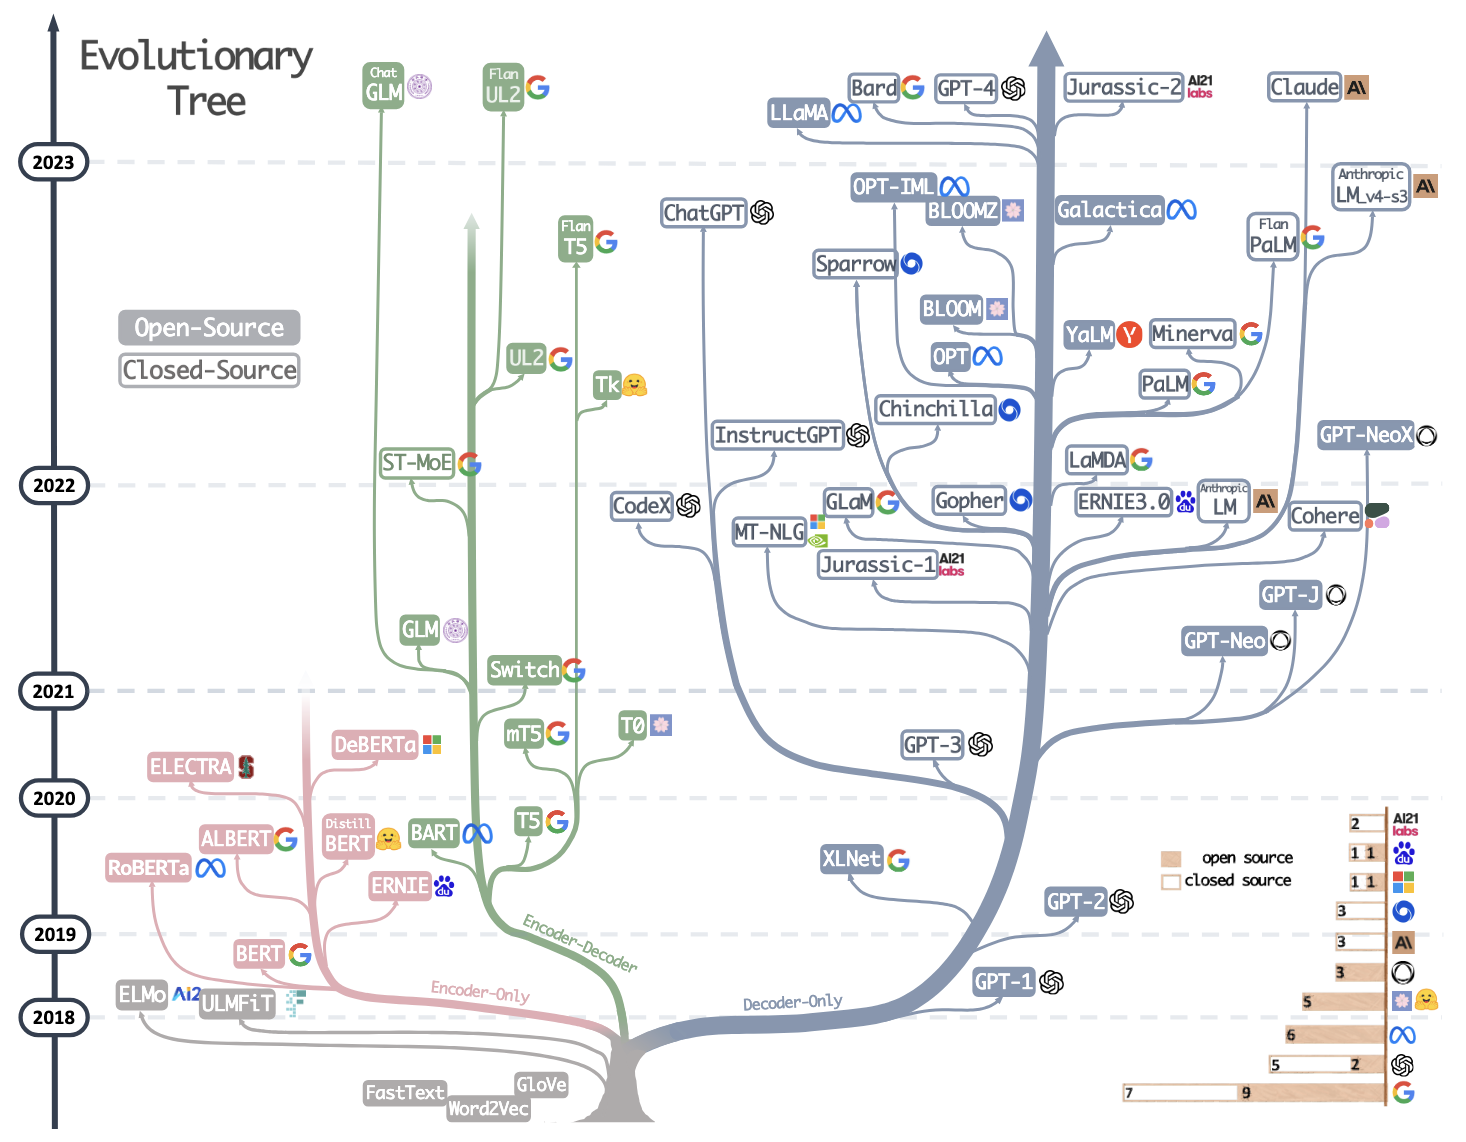 Evolutionary
Tree
2023
2022
2021
2020
2019
2018
Open-Source
Closed-Source
Chat
GLM
Flan
UL2
Flan
T5
UL2
Tk
ST-MoE
GLM
Switch
mT5
T0
BART
T5
Encoder-Decoder
DeBERTa
ELECTRA
ALBERT
Distill
BERT
RoBERTa
ERNIE
BERT
Encoder-Only
ELMo
Ai2
ULMFiT
FastText
Word2Vec
GloVe
LLaMA
Bard
GPT-4
Jurassic-2
AI21
labs
Claude
A\
OPT-IML
BLOOMZ
Galactica
Anthropic
LM_v4-s3
A\
ChatGPT
Flan
PaLM
Sparrow
BLOOM
YaLM
Y
Minerva
OPT
PaLM
Chinchilla
InstructGPT
GPT-NeoX
LaMDA
CodeX
GLaM
Gopher
ERNIE3.0
du
Anthropic
LM
A\
Cohere
MT-NLG
Jurassic-1
AI21
labs
GPT-J
GPT-Neo
GPT-3
XLNet
GPT-2
GPT-1
Decoder-Only
du
open source
closed source
2
AI21
labs
1 1
du
1 1
3
3
A\
3
5
6
5 2
7 9